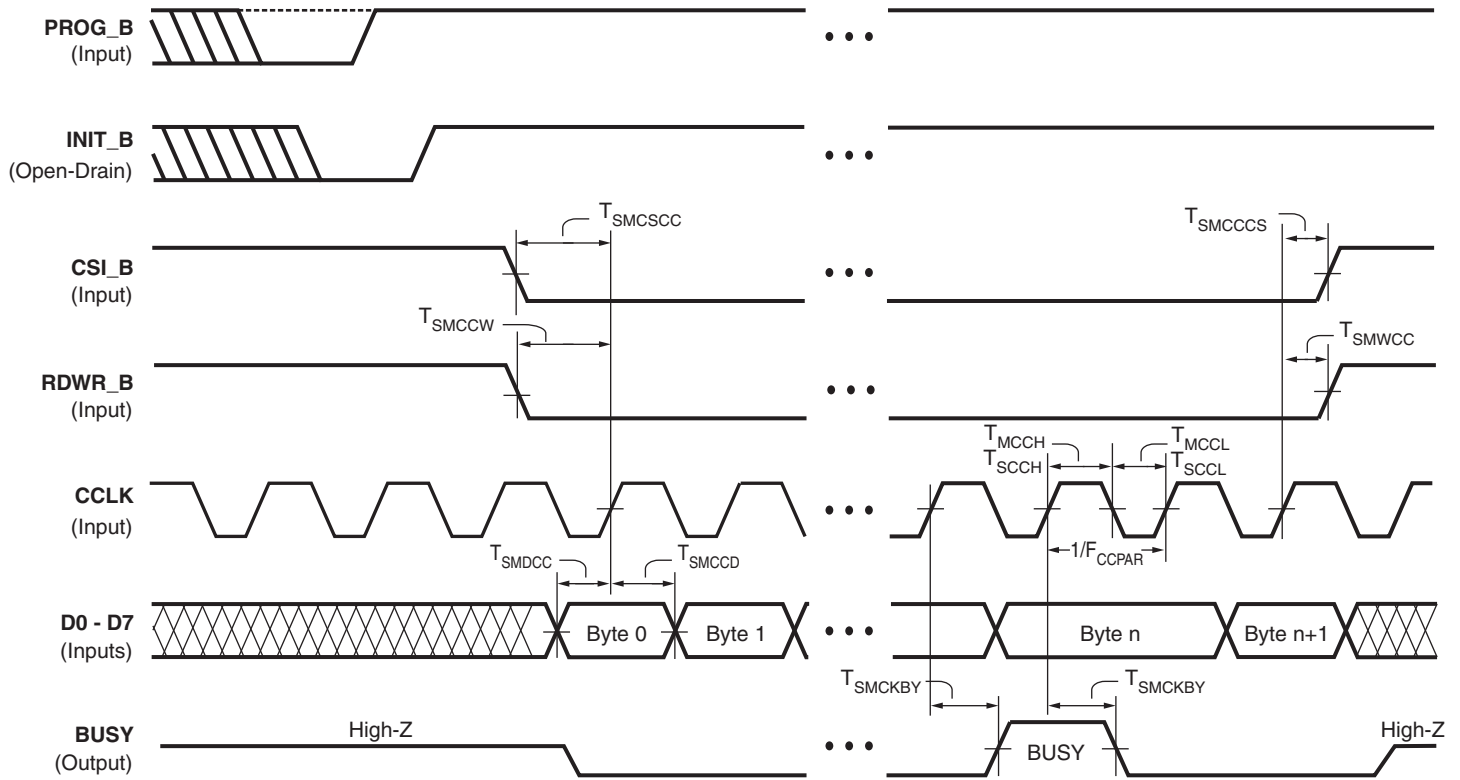 PROG_B
(Input)
INIT_B
(Open-Drain)
TSMCSCC
TSMCCCS
CSI_B
(Input)
TSMCCW
TSMWCC
RDWR_B
(Input)
TMCCH
TSCCH
TMCCL
TSCCL
CCLK
(Input)
1/FCCPAR
TSMDCC
TSMCCD
D0 - D7
(Inputs)
Byte 0
Byte 1
Byte n
Byte n+1
TSMCKBY
TSMCKBY
BUSY
(Output)
High-Z
BUSY
High-Z